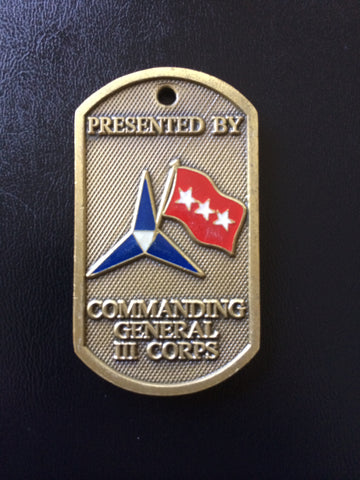 PRESENTED BY
COMMANDING
GENERAL
III CORPS